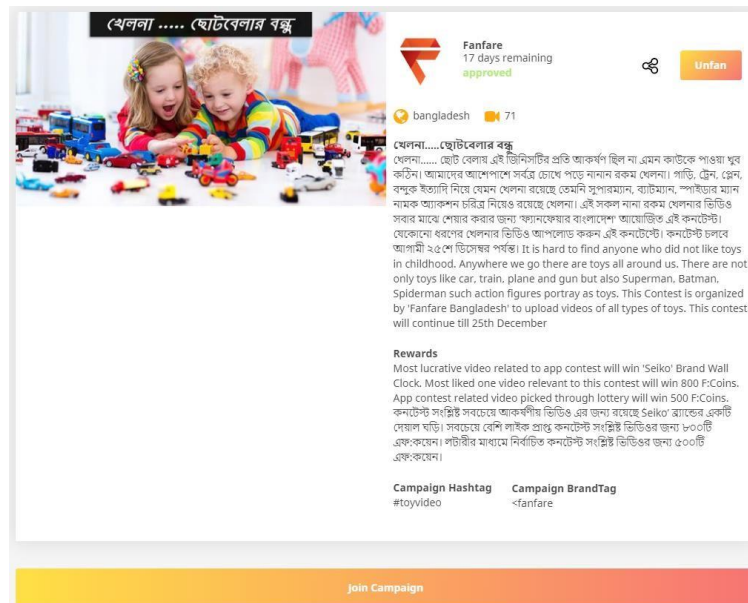 খেলনা ..... ছোটবেলার বন্ধু
Fanfare
17 days remaining
approved
Unfan
bangladesh
71
খেলনা.....ছোটবেলার বন্ধু
খেলনা...... ছোট বেলায় এই জিনিসটির প্রতি আকর্ষণ ছিল না এমন কাউকে পাওয়া খুব
কঠিন। আমাদের আশেপাশে সর্বত্র চোখে পড়ে নানান রকম খেলনা। গাড়ি, ট্রেন, প্লেন,
বন্দুক ইত্যাদি নিয়ে যেমন খেলনা রয়েছে তেমনি সুপারম্যান, ব্যাটম্যান, স্পাইডার ম্যান
নামক অ্যাকশন চরিত্র নিয়েও রয়েছে খেলনা। এই সকল নানা রকম খেলনার ভিডিও
সবার মাঝে শেয়ার করার জন্য 'ফ্যানফেয়ার বাংলাদেশ' আয়োজিত এই কনটেস্ট।
যেকোনো ধরণের খেলনার ভিডিও আপলোড করুন এই কনটেস্টে। কনটেস্ট চলবে
আগামী ২৫শে ডিসেম্বর পর্যন্ত। It is hard to find anyone who did not like toys
in childhood. Anywhere we go there are toys all around us. There are not
only toys like car, train, plane and gun but also Superman, Batman,
Spiderman such action figures portray as toys. This Contest is organized
by 'Fanfare Bangladesh' to upload videos of all types of toys. This contest
will continue till 25th December
Rewards
Most lucrative video related to app contest will win 'Seiko' Brand Wall
Clock. Most liked one video relevant to this contest will win 800 F:Coins.
App contest related video picked through lottery will win 500 F:Coins.
কনটেস্ট সংশ্লিষ্ট সবচেয়ে আকর্ষণীয় ভিডিও এর জন্য রয়েছে Seiko' ব্র্যান্ডের একটি
দেয়াল ঘড়ি। সবচেয়ে বেশি লাইক প্রাপ্ত কনটেস্ট সংশ্লিষ্ট ভিডিওর জন্য ৮০০টি
এফ:কয়েন। লটারীর মাধ্যমে নির্বাচিত কনটেস্ট সংশ্লিষ্ট ভিডিওর জন্য ৫০০টি
এফ:কয়েন।
Campaign Hashtag
#toyvideo
Campaign BrandTag
<fanfare
Join Campaign